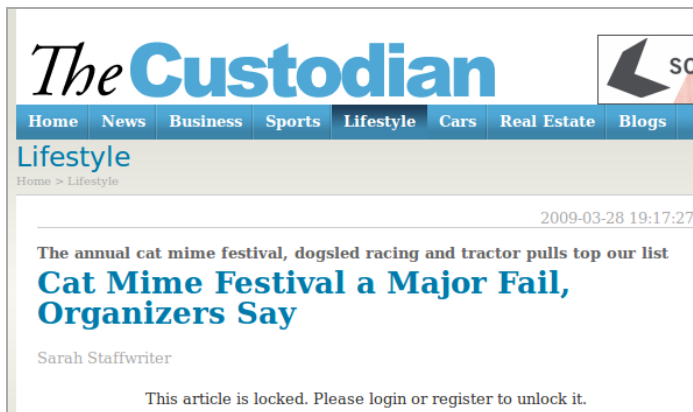 The Custodian
SC
Home News Business Sports Lifestyle Cars Real Estate Blogs
Lifestyle
Home > Lifestyle
2009-03-28 19:17:27
The annual cat mime festival, dogsled racing and tractor pulls top our list
Cat Mime Festival a Major Fail,
Organizers Say
Sarah Staffwriter
This article is locked. Please login or register to unlock it.